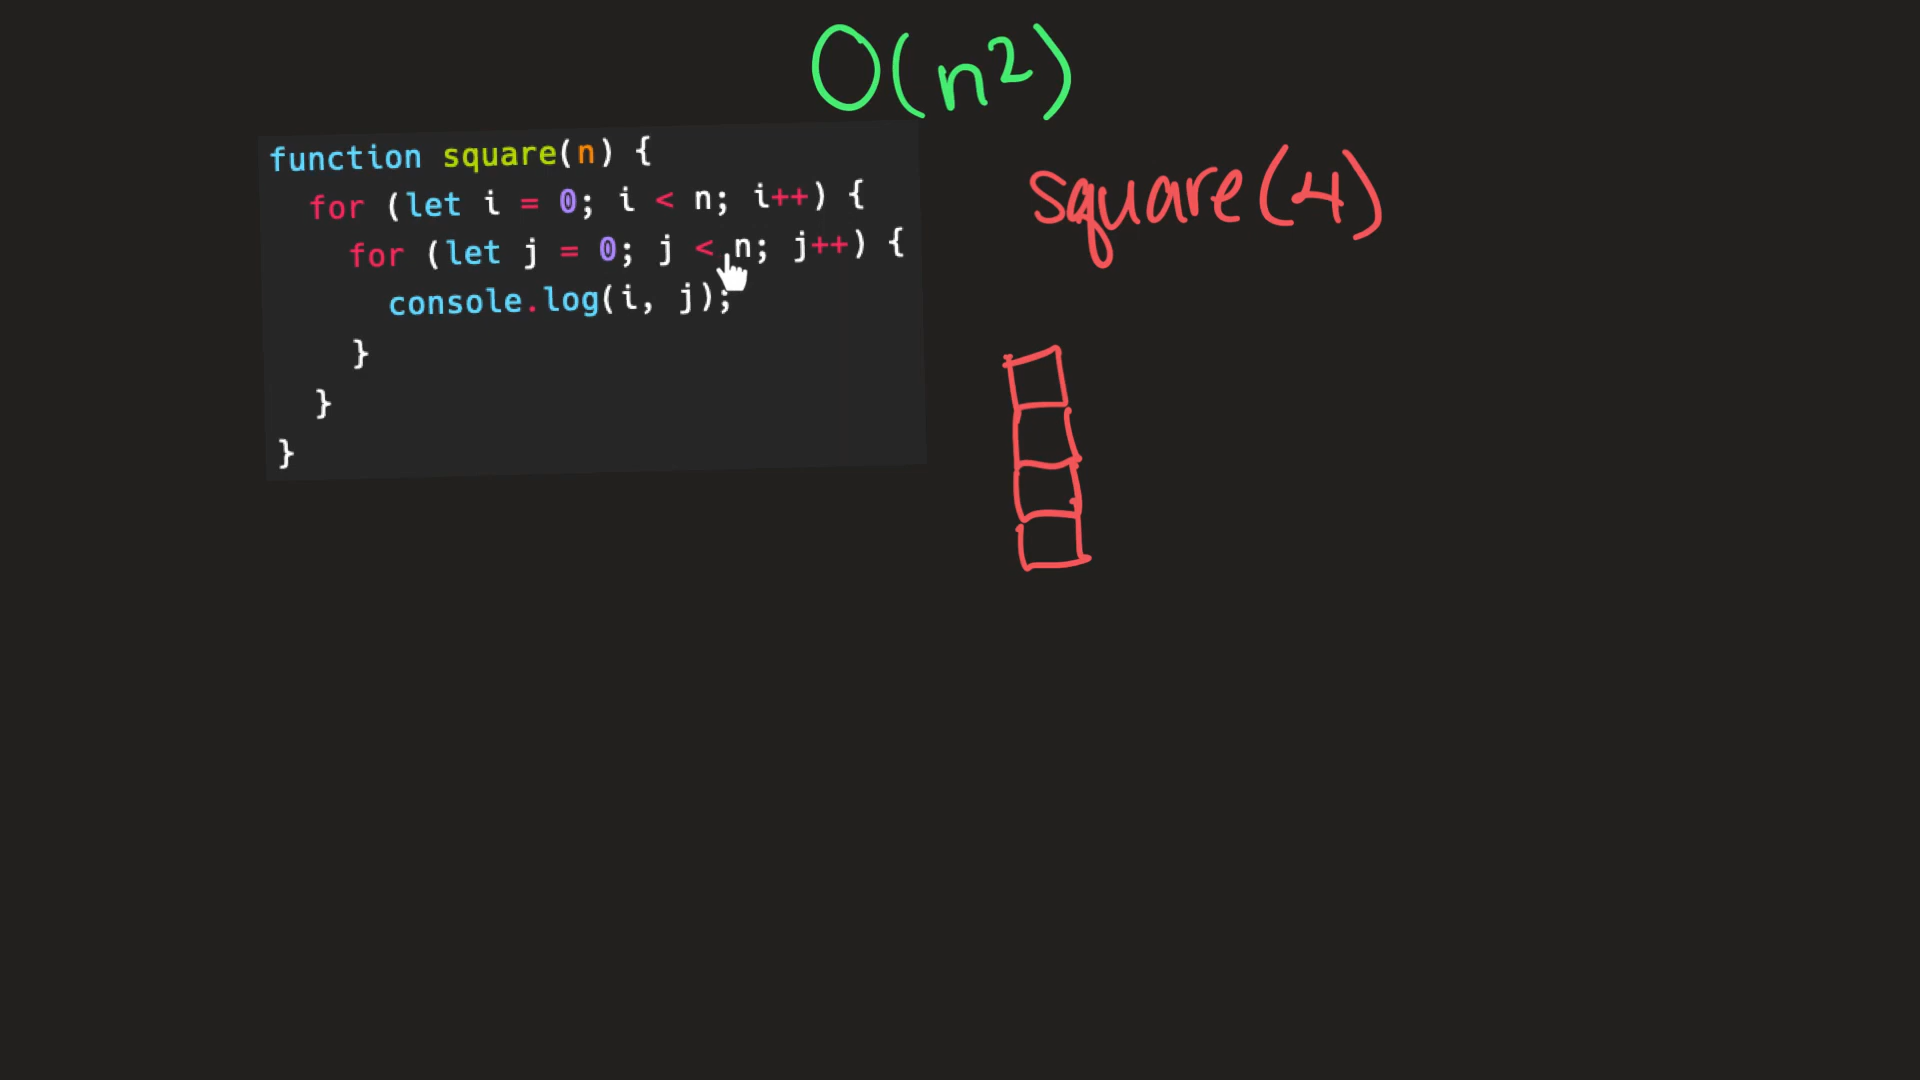 O(n²)
function square(n) {
for (let i = 0; i < n; i++) {
for (let j = 0; j < n; j++) {
console.log(i, j);
}
}
}
square(4)